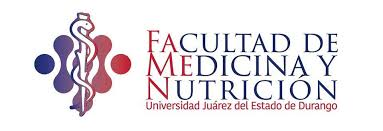 FACULTAD DE
MEDICINA Y
NUTRICIÓN
Universidad Juárez del Estado de Durango